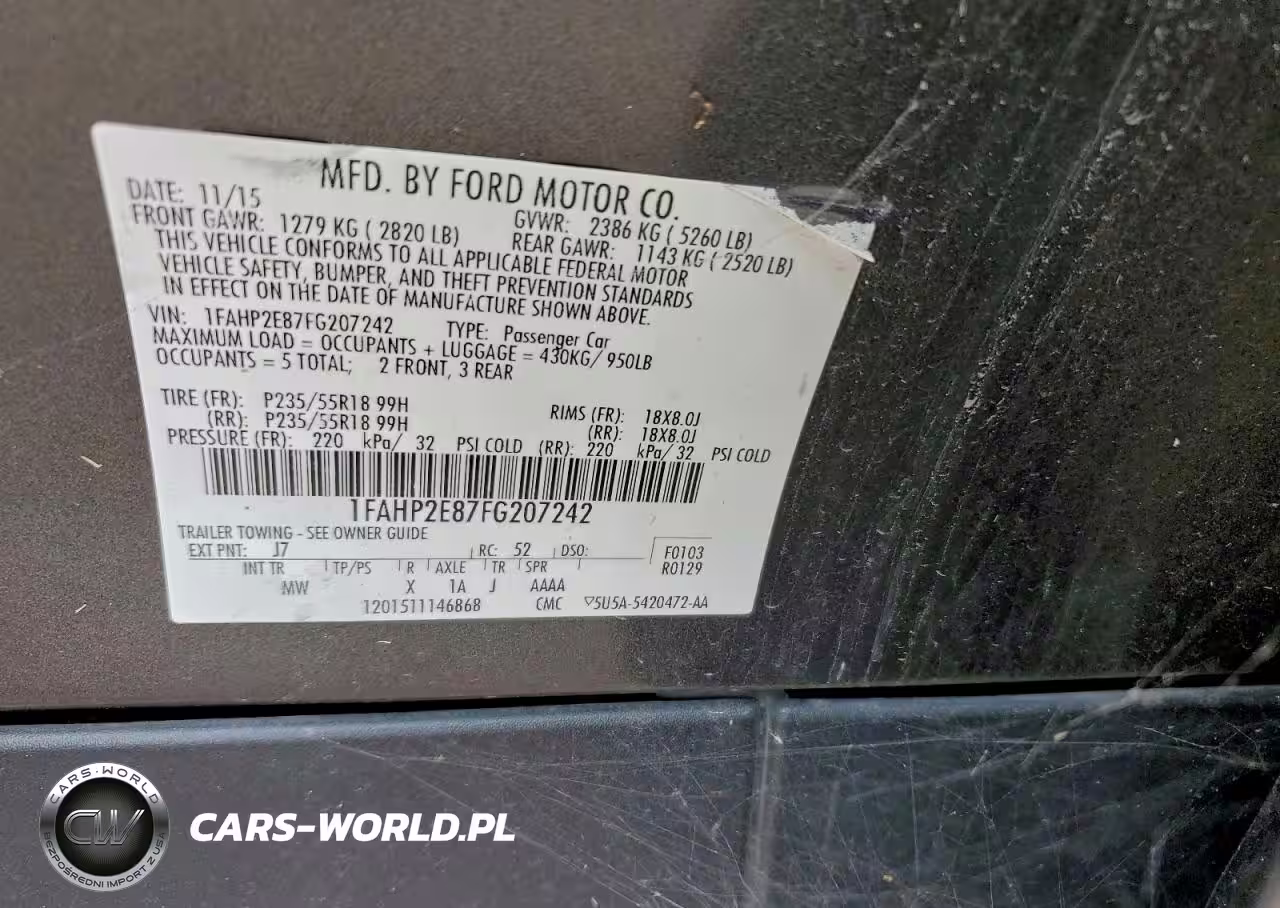 MFD. BY FORD MOTOR CO.
DATE: 11/15 GVWR: 2386 KG ( 5260 LB)
FRONT GAWR: 1279 KG ( 2820 LB) REAR GAWR: 1143 KG ( 2520 LB)
THIS VEHICLE CONFORMS TO ALL APPLICABLE FEDERAL MOTOR
VEHICLE SAFETY, BUMPER, AND THEFT PREVENTION STANDARDS
IN EFFECT ON THE DATE OF MANUFACTURE SHOWN ABOVE.
VIN: 1FAHP2E87FG207242 TYPE: Passenger Car
MAXIMUM LOAD = OCCUPANTS + LUGGAGE = 430KG/ 950LB
OCCUPANTS = 5 TOTAL; 2 FRONT, 3 REAR
TIRE (FR): P235/55R18 99H RIMS (FR): 18X8.0J
(RR): P235/55R18 99H (RR): 18X8.0J
PRESSURE (FR): 220 kPa/ 32 PSI COLD (RR): 220 kPa/ 32 PSI COLD
1FAHP2E87FG207242
TRAILER TOWING - SEE OWNER GUIDE
EXT PNT: J7 RC: 52 DSO: F0103
INT TR TP/PS R AXLE TR SPR R0129
MW X 1A J AAAA
1201511146868 CMC ▽5U5A-5420472-AA
CARS-WORLD
CW
BEZPOŚREDNI IMPORT Z USA
CARS-WORLD.PL